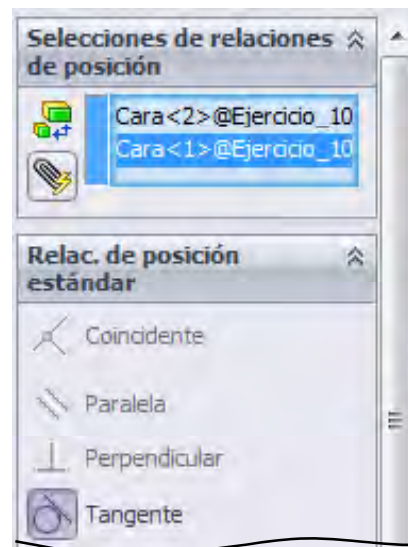 Selecciones de relaciones
de posición
Cara<2>@Ejercicio_10
Cara<1>@Ejercicio_10
Relac. de posición
estándar
Coincidente
Paralela
Perpendicular
Tangente